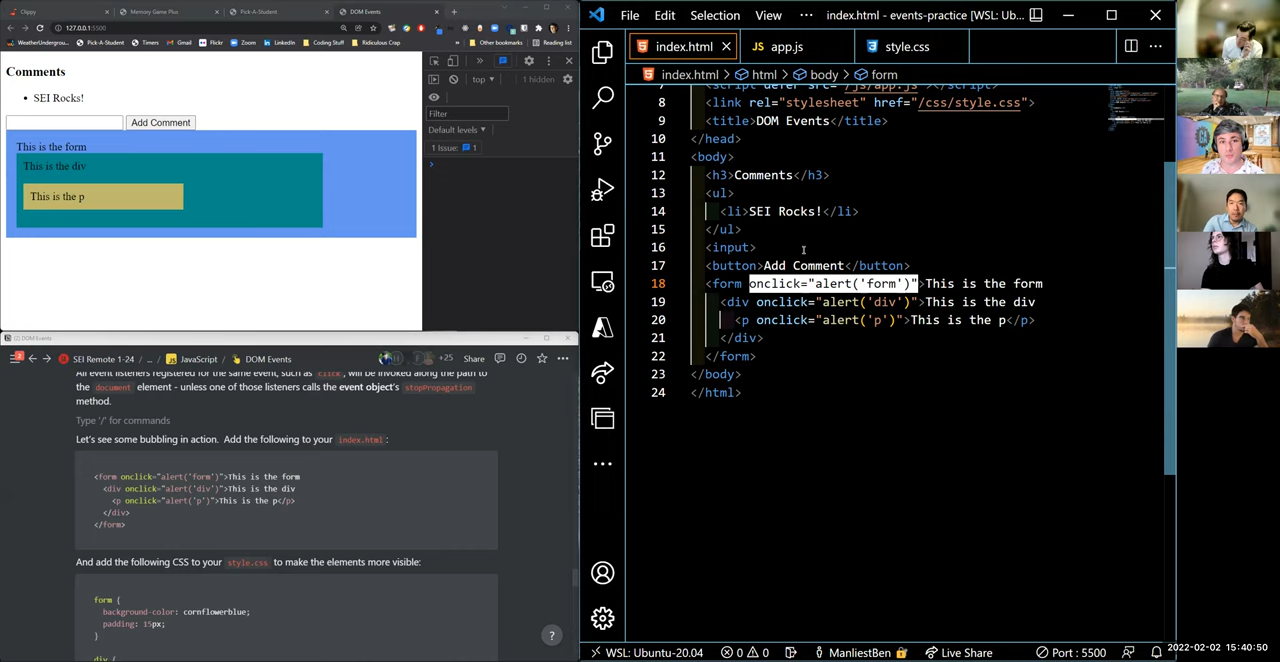 Clippy
Memory Game Plus
Pick-A-Student
DOM Events
127.0.0.1:5500
WeatherUnderground
Pick-A-Student
Timers
Gmail
Flickr
Zoom
LinkedIn
Coding Stuff
Ridiculous Crap
Other bookmarks
Reading list
Comments
SEI Rocks!
Add Comment
This is the form
This is the div
This is the p
top
1 hidden
Filter
Default levels
1 Issue: 1
(2) DOM Events
SEI Remote 1-24 / ... / JavaScript / DOM Events
+25 Share
All event listeners registered for the same event, such as click, will be invoked along the path to
the document element - unless one of those listeners calls the event object's stopPropagation
method.
Type '/' for commands
Let's see some bubbling in action. Add the following to your index.html:
<form onclick="alert('form')">This is the form
<div onclick="alert('div')">This is the div
<p onclick="alert('p')">This is the p</p>
</div>
</form>
And add the following CSS to your style.css to make the elements more visible:
form {
background-color: cornflowerblue;
padding: 15px;
}
div {
?
File Edit Selection View ... index.html - events-practice [WSL: Ub...
index.html
JS app.js
style.css
index.html > html > body > form
7 <script defer src="/js/app.js"></script>
8 <link rel="stylesheet" href="/css/style.css">
9 <title>DOM Events</title>
10 </head>
11 <body>
12 <h3>Comments</h3>
13 <ul>
14 <li>SEI Rocks!</li>
15 </ul>
16 <input>
17 <button>Add Comment</button>
18 <form onclick="alert('form')">This is the form
19 <div onclick="alert('div')">This is the div
20 <p onclick="alert('p')">This is the p</p>
21 </div>
22 </form>
23 </body>
24 </html>
WSL: Ubuntu-20.04
0 0
ManliestBen
Live Share
Port : 5500
2022-02-02 15:40:50